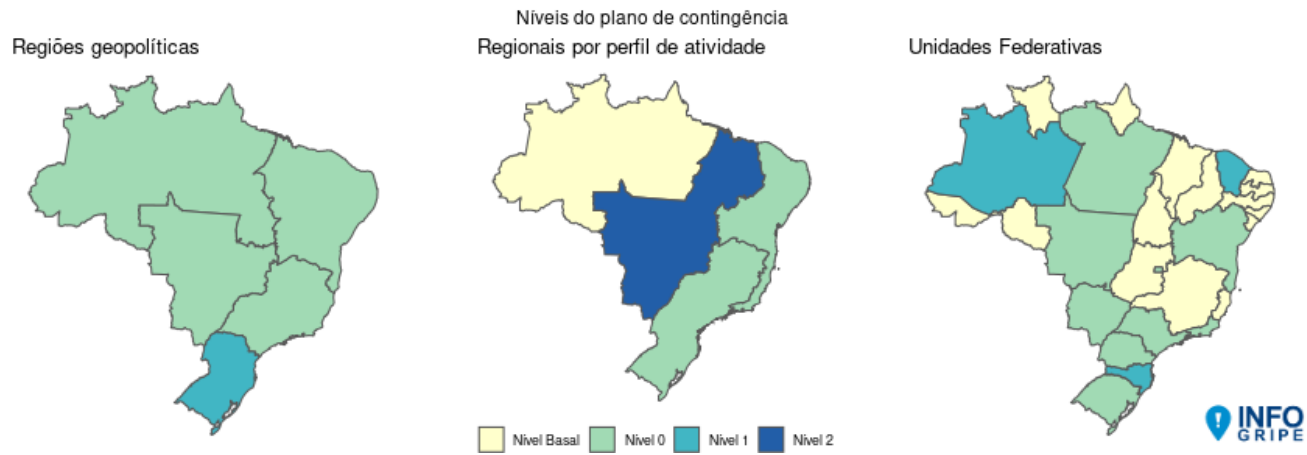 Níveis do plano de contingência
Regiões geopolíticas
Regionais por perfil de atividade
Unidades Federativas
Nível Basal
Nível 0
Nível 1
Nível 2
INFO
GRIPE